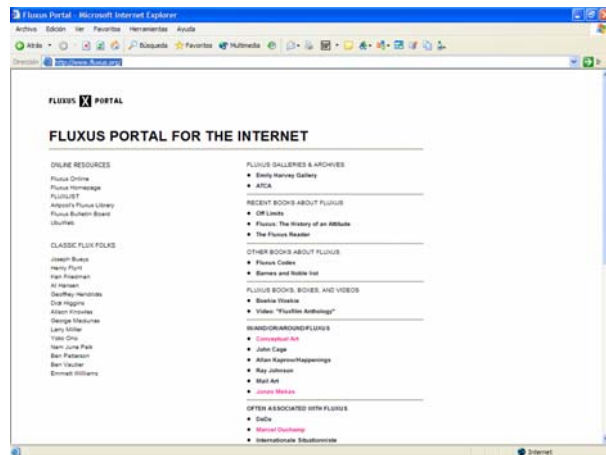 Fluxus Portal - Microsoft Internet Explorer
Archivo Edición Ver Favoritos Herramientas Ayuda
Atrás Búsqueda Favoritos Multimedia
Dirección http://www.fluxus.org/
FLUXUS X PORTAL
FLUXUS PORTAL FOR THE INTERNET
ONLINE RESOURCES
Fluxus Online
Fluxus Homepage
FLUXLIST
Artpool's Fluxus Library
Fluxus Bulletin Board
UbuWeb
CLASSIC FLUX FOLKS
Joseph Beuys
Henry Flynt
Ken Friedman
Al Hansen
Geoffrey Hendricks
Dick Higgins
Alison Knowles
George Maciunas
Larry Miller
Yoko Ono
Nam June Paik
Ben Patterson
Ben Vautier
Emmett Williams
FLUXUS GALLERIES & ARCHIVES
Emily Harvey Gallery
ATCA
RECENT BOOKS ABOUT FLUXUS
Off Limits
Fluxus: The History of an Attitude
The Fluxus Reader
OTHER BOOKS ABOUT FLUXUS
Fluxus Codex
Barnes and Noble list
FLUXUS BOOKS, BOXES, AND VIDEOS
Bookie Wookie
Video: "Fluxfilm Anthology"
IN/AND/OR/AROUND/FLUXUS
Conceptual Art
John Cage
Allan Kaprow/Happenings
Ray Johnson
Mail Art
Jonas Mekas
OFTEN ASSOCIATED WITH FLUXUS
DaDa
Marcel Duchamp
Internationale Situationniste
Internet